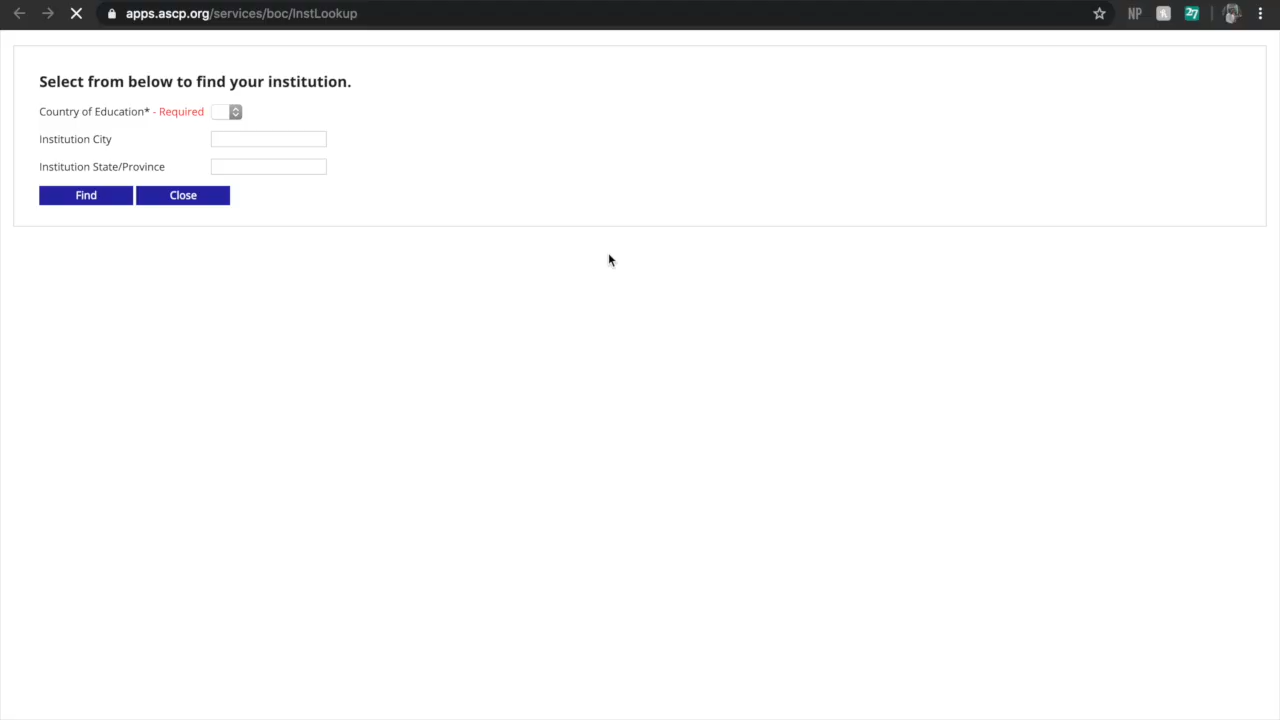 apps.ascp.org/services/boc/InstLookup
NP
27
Select from below to find your institution.
Country of Education* - Required
Institution City
Institution State/Province
Find Close